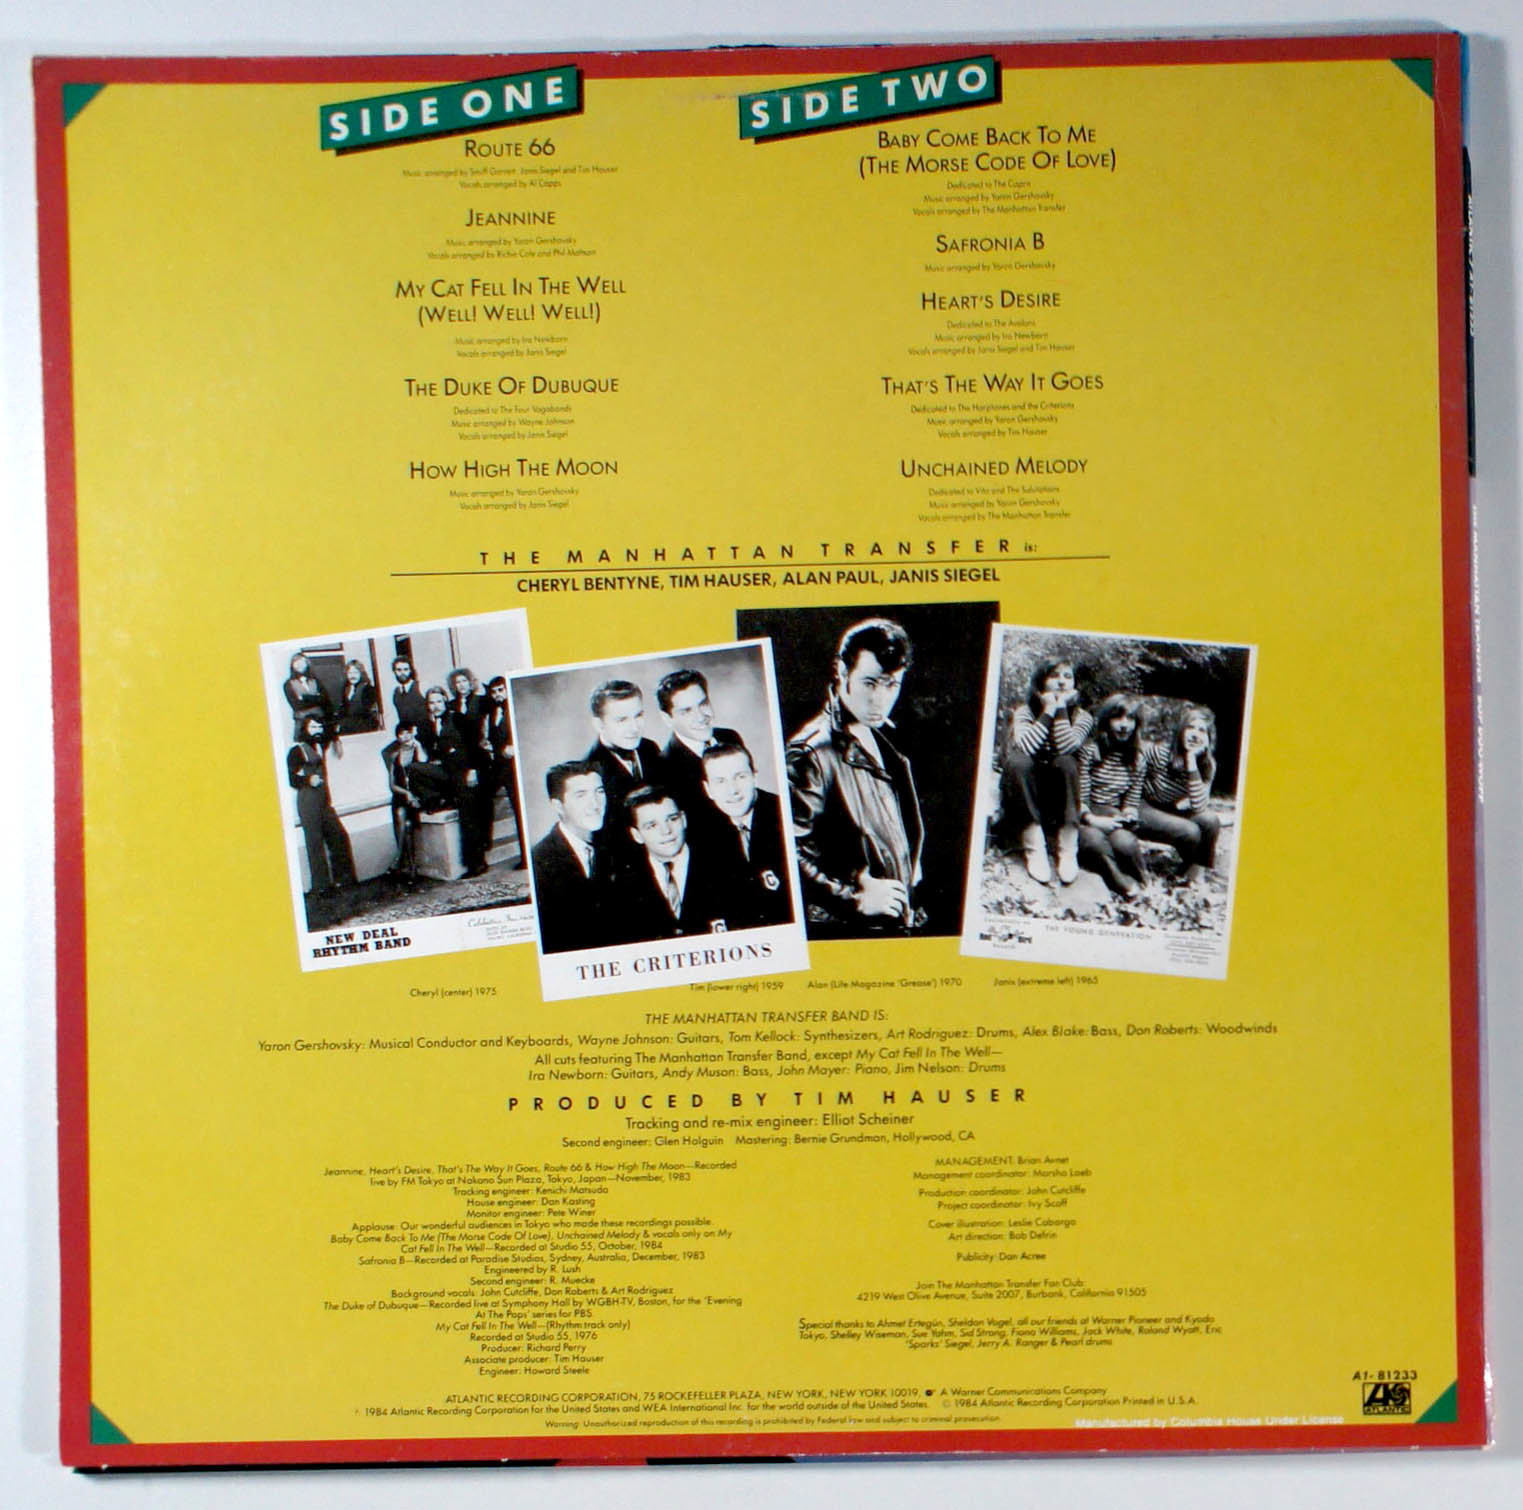 SIDE ONE
ROUTE 66
Music arranged by Smiff Garrett, Janis Siegel and Tim Hauser
Vocals arranged by Al Capps
JEANNINE
Music arranged by Yaron Gershovsky
Vocals arranged by Richie Cole and Phil Mattson
MY CAT FELL IN THE WELL
(WELL! WELL! WELL!)
Music arranged by Ira Newborn
Vocals arranged by Janis Siegel
THE DUKE OF DUBUQUE
Dedicated to The Four Vagabonds
Music arranged by Wayne Johnson
Vocals arranged by Janis Siegel
HOW HIGH THE MOON
Music arranged by Yaron Gershovsky
Vocals arranged by Janis Siegel
SIDE TWO
BABY COME BACK TO ME
(THE MORSE CODE OF LOVE)
Dedicated to The Capris
Music arranged by Yaron Gershovsky
Vocals arranged by The Manhattan Transfer
SAFRONIA B
Music arranged by Yaron Gershovsky
HEART'S DESIRE
Dedicated to The Avalons
Music arranged by Ira Newborn
Vocals arranged by Janis Siegel and Tim Hauser
THAT'S THE WAY IT GOES
Dedicated to The Harptones and the Criterions
Music arranged by Yaron Gershovsky
Vocals arranged by Tim Hauser
UNCHAINED MELODY
Dedicated to Vito and The Salutations
Music arranged by Yaron Gershovsky
Vocals arranged by The Manhattan Transfer
THE MANHATTAN TRANSFER is:
CHERYL BENTYNE, TIM HAUSER, ALAN PAUL, JANIS SIEGEL
NEW DEAL
RHYTHM BAND
THE CRITERIONS
C
C
THE YOUNG GENERATION
Red Bird
Cheryl (center) 1975
Tim (lower right) 1959
Alan (Life Magazine 'Grease') 1970
Janis (extreme left) 1965
THE MANHATTAN TRANSFER BAND IS:
Yaron Gershovsky: Musical Conductor and Keyboards, Wayne Johnson: Guitars, Tom Kellock: Synthesizers, Art Rodriguez: Drums, Alex Blake: Bass, Don Roberts: Woodwinds
All cuts featuring The Manhattan Transfer Band, except My Cat Fell In The Well—
Ira Newborn: Guitars, Andy Muson: Bass, John Mayer: Piano, Jim Nelson: Drums
PRODUCED BY TIM HAUSER
Tracking and re-mix engineer: Elliot Scheiner
Second engineer: Glen Holguin Mastering: Bernie Grundman, Hollywood, CA
Jeannine, Heart's Desire, That's The Way It Goes, Route 66 & How High The Moon—Recorded
live by FM Tokyo at Nakano Sun Plaza, Tokyo, Japan—November, 1983
Tracking engineer: Kenichi Matsuda
House engineer: Dan Kasting
Monitor engineer: Pete Winer
Applause: Our wonderful audiences in Tokyo who made these recordings possible.
Baby Come Back To Me (The Morse Code Of Love), Unchained Melody & vocals only on My
Cat Fell In The Well—Recorded at Studio 55, October, 1984
Safronia B—Recorded at Paradise Studios, Sydney, Australia, December, 1983
Engineered by R. Lush
Second engineer: R. Muecke
Background vocals: John Cutcliffe, Don Roberts & Art Rodriguez
The Duke of Dubuque—Recorded live at Symphony Hall by WGBH-TV, Boston, for the 'Evening
At The Pops' series for PBS.
My Cat Fell In The Well—(Rhythm track only)
Recorded at Studio 55, 1976
Producer: Richard Perry
Associate producer: Tim Hauser
Engineer: Howard Steele
MANAGEMENT: Brian Avnet
Management coordinator: Marsha Loeb
Production coordinator: John Cutcliffe
Project coordinator: Ivy Scoff
Cover illustration: Leslie Cabarga
Art direction: Bob Defrin
Publicity: Dan Acree
Join The Manhattan Transfer Fan Club:
4219 West Olive Avenue, Suite 2007, Burbank, California 91505
Special thanks to Ahmet Ertegün, Sheldon Vogel, all our friends at Warner Pioneer and Kyodo
Tokyo, Shelley Wiseman, Sue Yahm, Sid Strong, Fiona Williams, Jack White, Roland Wyatt, Eric
'Sparks' Siegel, Jerry A. Ranger & Pearl drums
A1-81233
ATLANTIC
ATLANTIC RECORDING CORPORATION, 75 ROCKEFELLER PLAZA, NEW YORK, NEW YORK 10019, A Warner Communications Company
1984 Atlantic Recording Corporation for the United States and WEA International Inc. for the world outside of the United States. © 1984 Atlantic Recording Corporation Printed in U.S.A.
Warning: Unauthorized reproduction of this recording is prohibited by Federal law and subject to criminal prosecution
Manufactured by Columbia House Under License